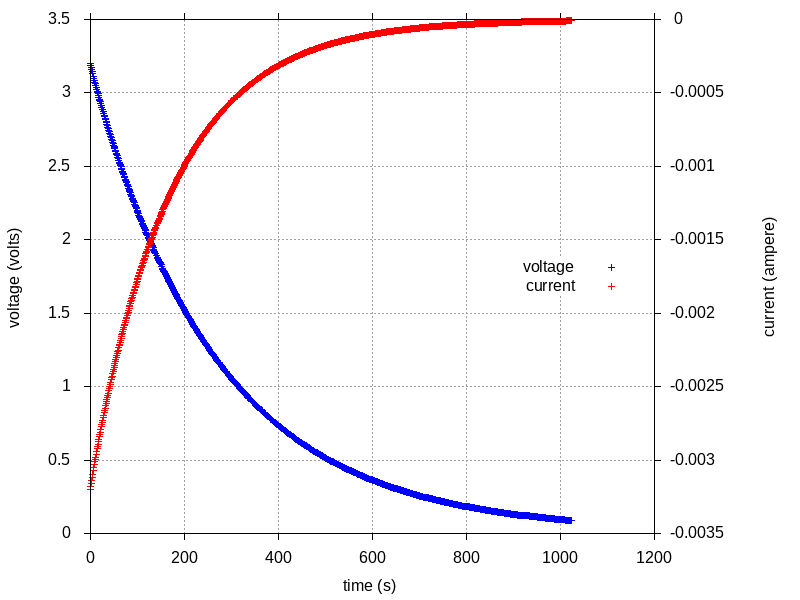 3.5
3
2.5
2
1.5
1
0.5
0
0
-0.0005
-0.001
-0.0015
-0.002
-0.0025
-0.003
-0.0035
0 200 400 600 800 1000 1200
time (s)
voltage (volts)
current (ampere)
voltage
current